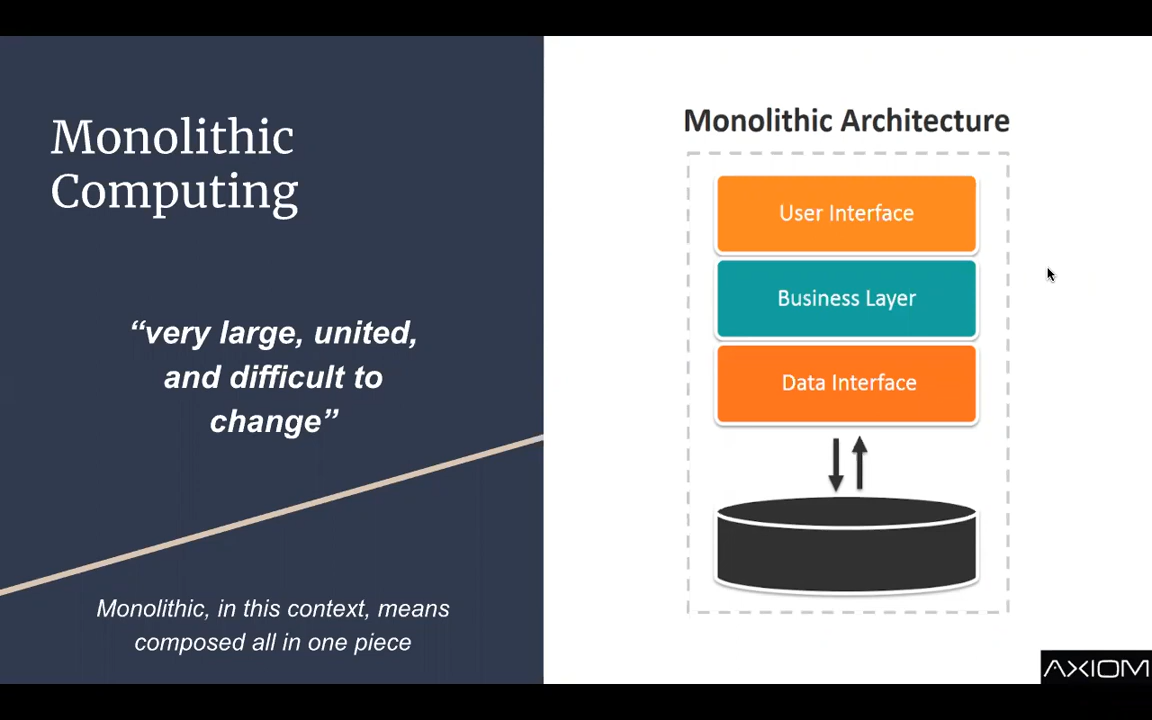 Monolithic
Computing
“very large, united,
and difficult to
change”
Monolithic, in this context, means
composed all in one piece
Monolithic Architecture
User Interface
Business Layer
Data Interface
AXIOM